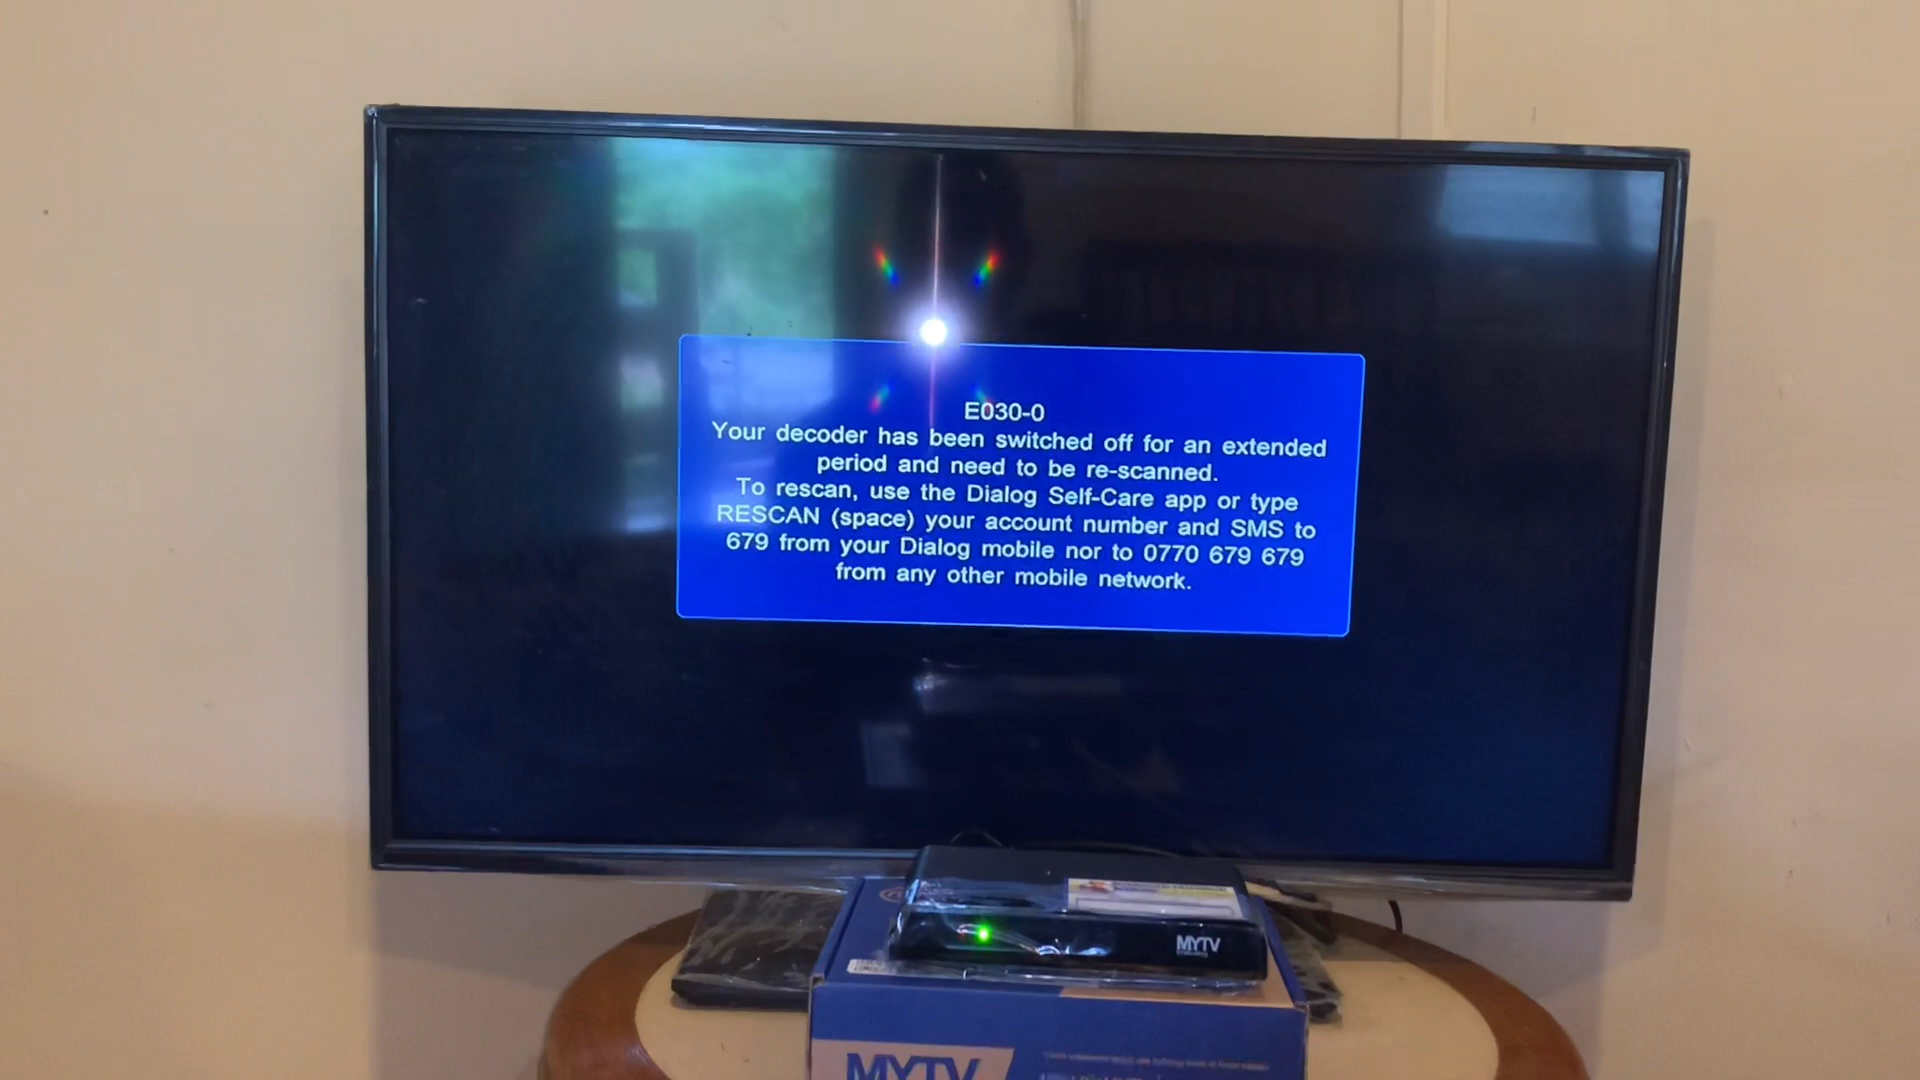 E030-0
Your decoder has been switched off for an extended
period and need to be re-scanned.
To rescan, use the Dialog Self-Care app or type
RESCAN (space) your account number and SMS to
679 from your Dialog mobile nor to 0770 679 679
from any other mobile network.
MYTV
MYTV